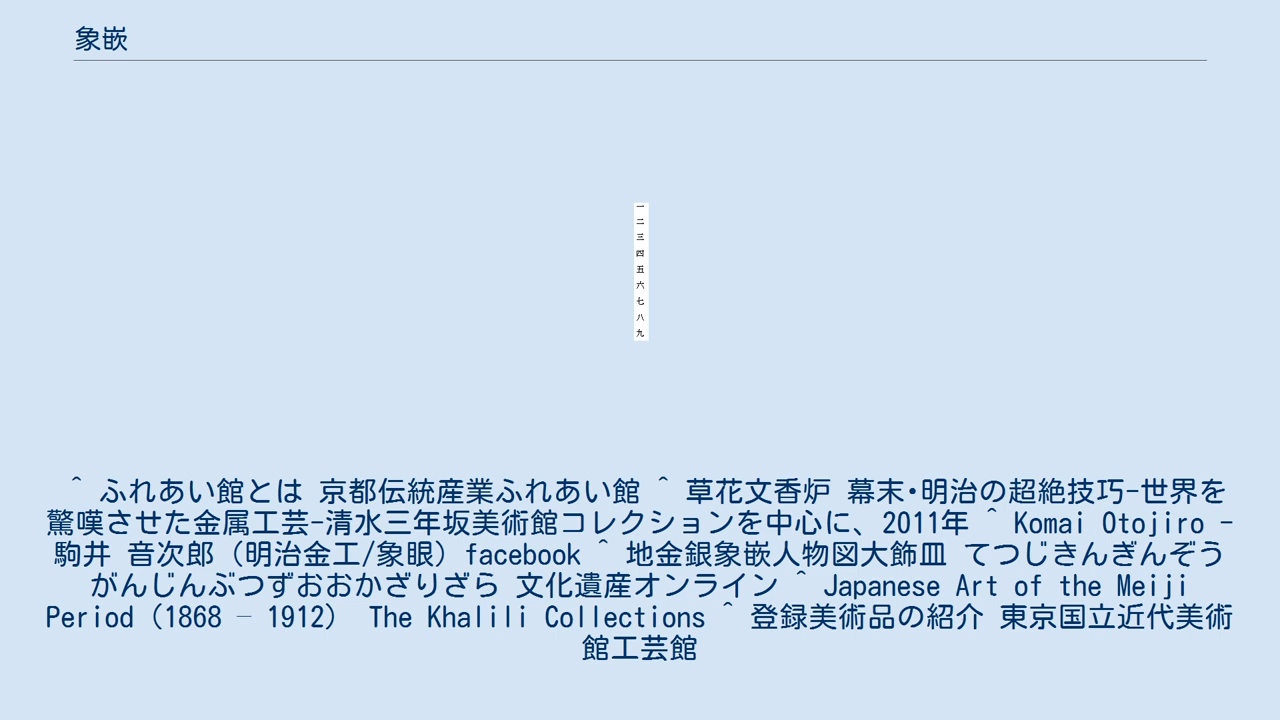 象嵌
一
二
三
四
五
六
七
八
九
^ ふれあい館とは 京都伝統産業ふれあい館 ^ 草花文香炉 幕末･明治の超絶技巧−世界を
驚嘆させた金属工芸−清水三年坂美術館コレクションを中心に、2011年 ^ Komai Otojiro −
駒井 音次郎（明治金工/象眼）facebook ^ 地金銀象嵌人物図大飾皿 てつじきんぎんぞう
がんじんぶつずおおかざりざら 文化遺産オンライン ^ Japanese Art of the Meiji
Period（1868 – 1912） The Khalili Collections ^ 登録美術品の紹介 東京国立近代美術
館工芸館